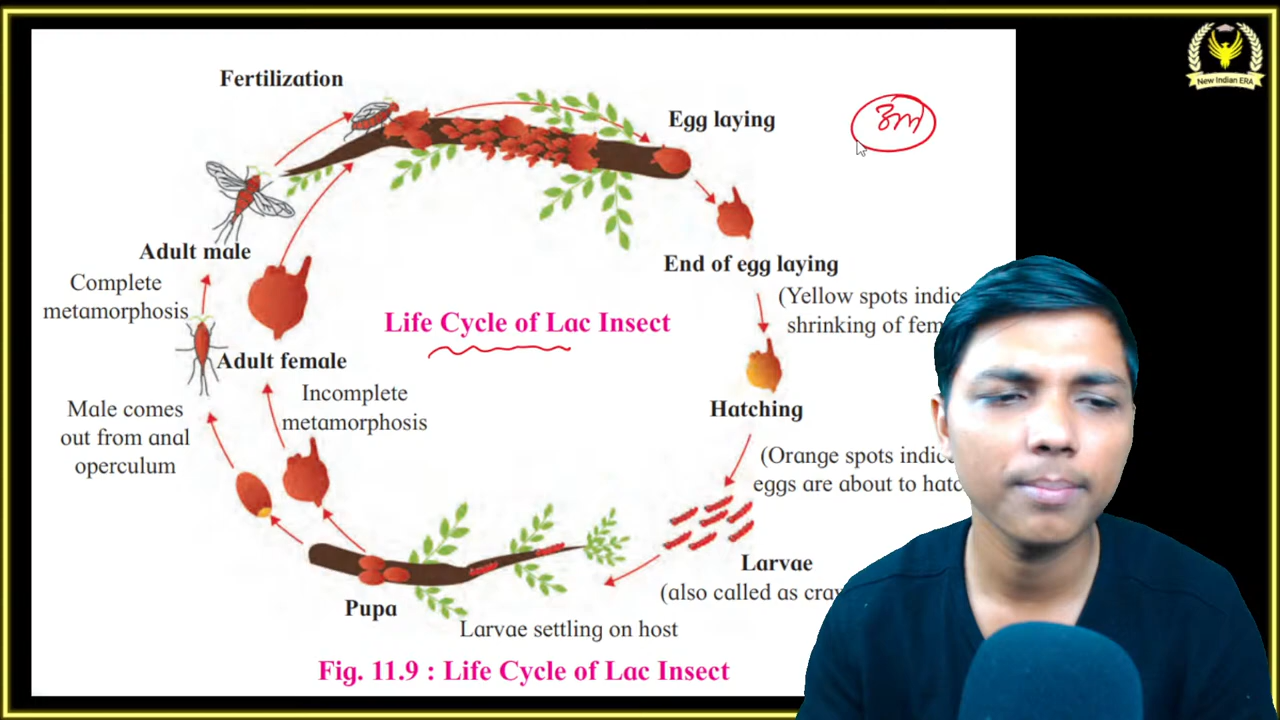 New Indian ERA
Fertilization
Egg laying
3m
End of egg laying
(Yellow spots indic
shrinking of fem
Adult male
Complete
metamorphosis
Life Cycle of Lac Insect
Adult female
Incomplete
metamorphosis
Hatching
Male comes
out from anal
operculum
(Orange spots indic
eggs are about to hatc
Larvae
(also called as craw
Pupa
Larvae settling on host
Fig. 11.9 : Life Cycle of Lac Insect